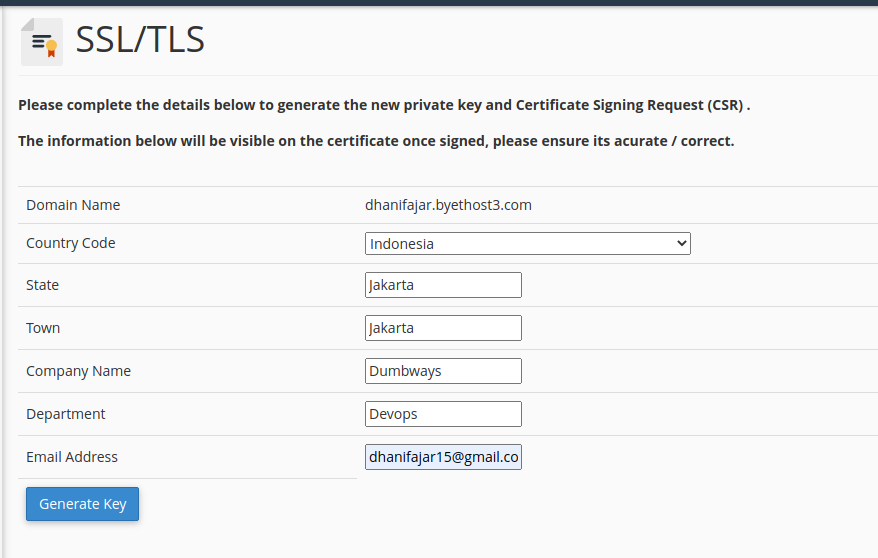 SSL/TLS
Please complete the details below to generate the new private key and Certificate Signing Request (CSR) .
The information below will be visible on the certificate once signed, please ensure its acurate / correct.
Domain Name dhanifajar.byethost3.com
Country Code Indonesia
State Jakarta
Town Jakarta
Company Name Dumbways
Department Devops
Email Address dhanifajar15@gmail.co
Generate Key